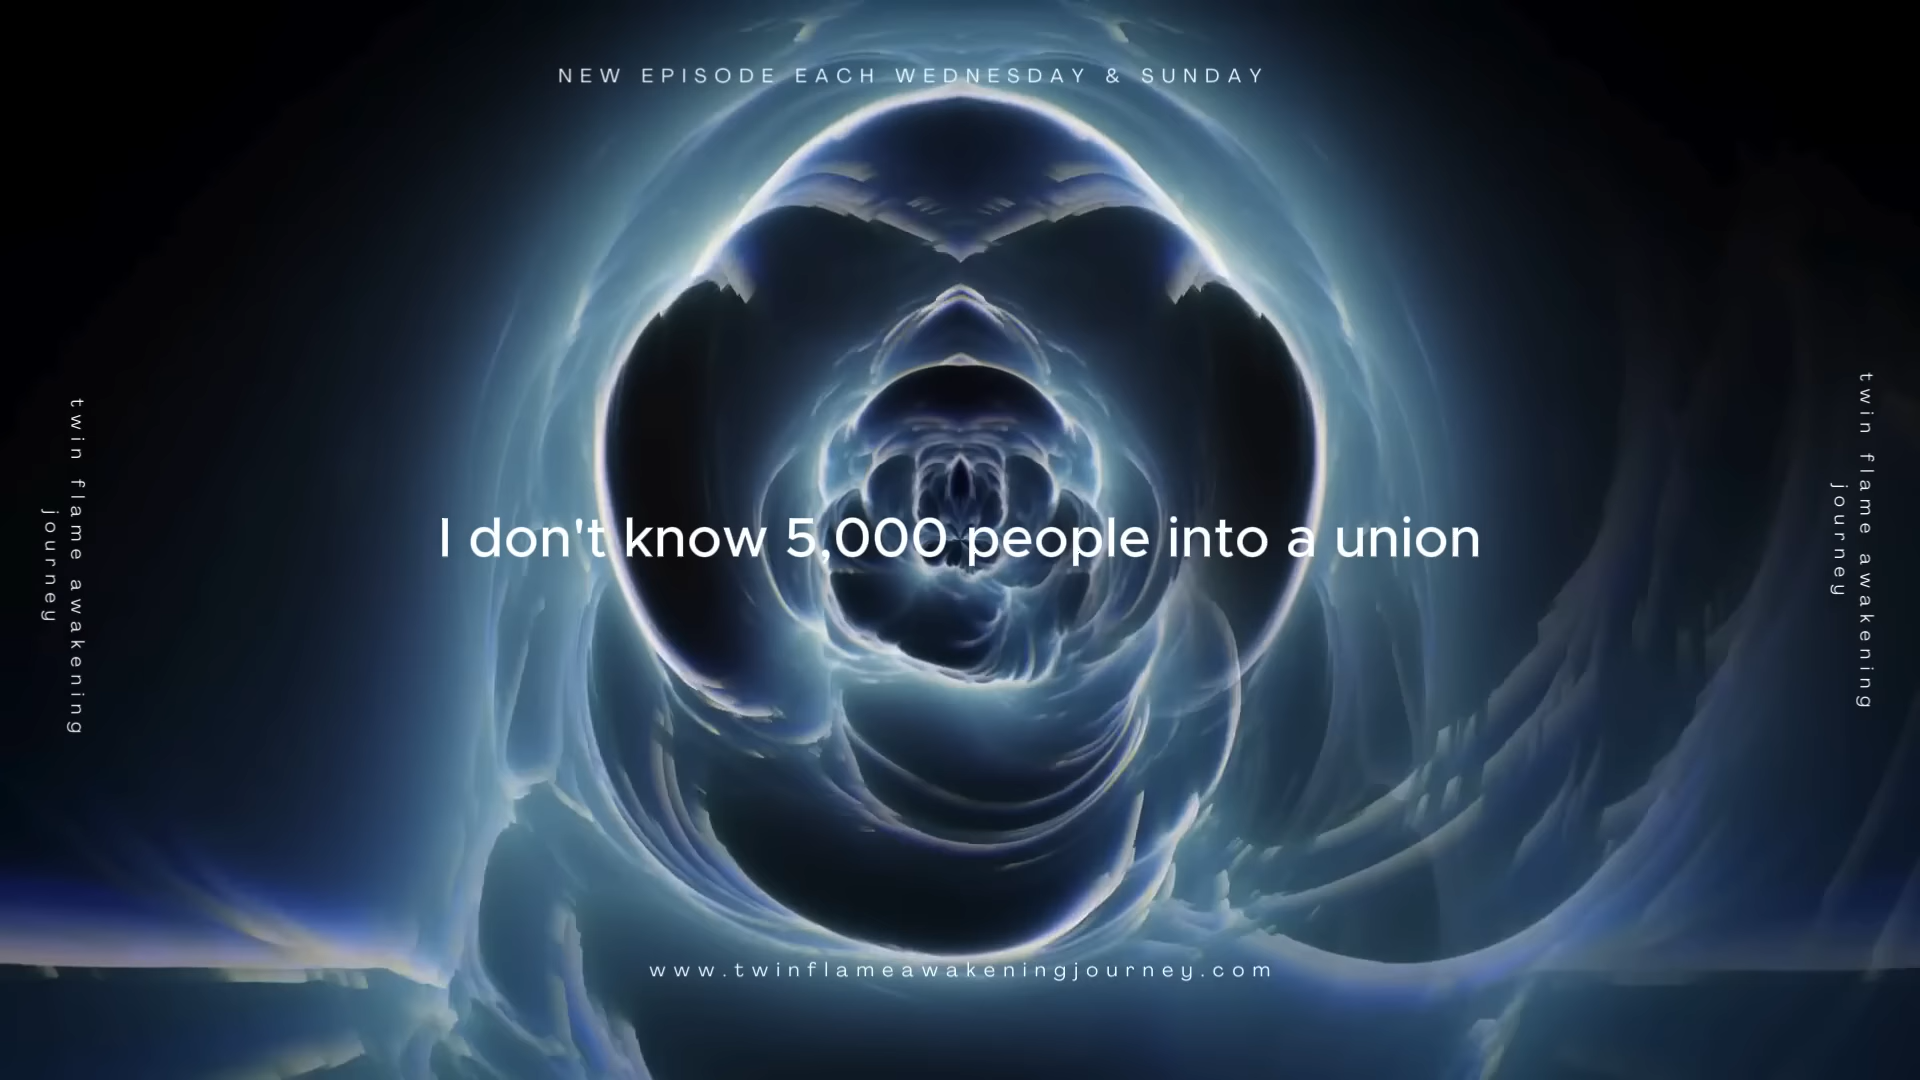 NEW EPISODE EACH WEDNESDAY & SUNDAY
twin flame awakening
journey
I don't know 5,000 people into a union
twin flame awakening
journey
www.twinflameawakeningjourney.com